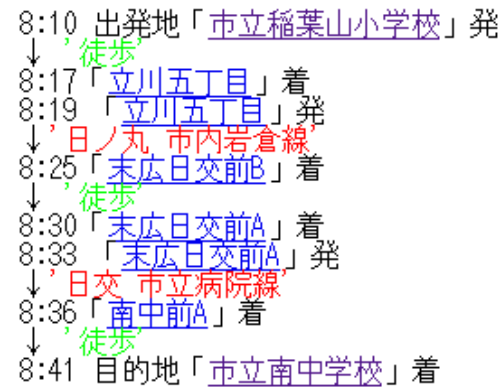 8:10 出発地「市立稲葉山小学校」発
↓ '徒歩'
8:17「立川五丁目」着
8:19 「立川五丁目」発
↓'日ノ丸 市内岩倉線'
8:25「末広日交前B」着
↓ '徒歩'
8:30「末広日交前A」着
8:33 「末広日交前A」発
↓'日交 市立病院線'
8:36「南中前A」着
↓ '徒歩'
8:41 目的地「市立南中学校」着